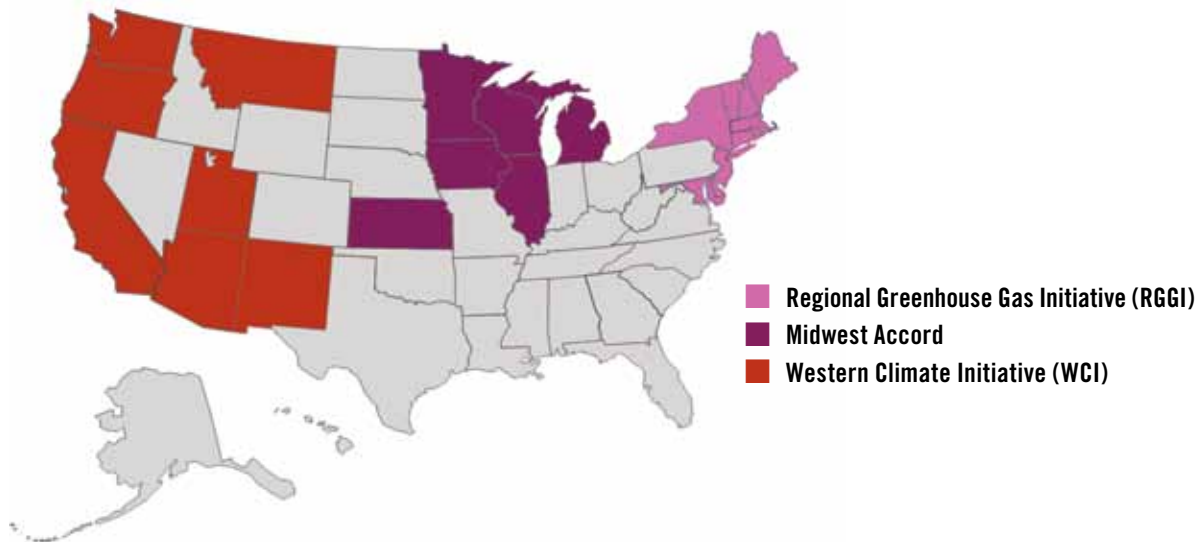 Regional Greenhouse Gas Initiative (RGGI)
Midwest Accord
Western Climate Initiative (WCI)